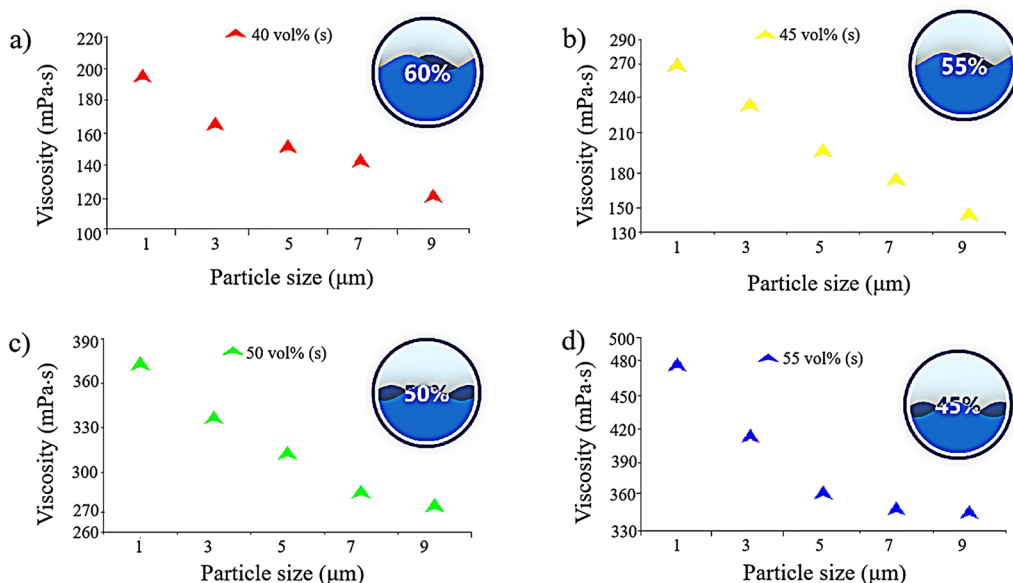 a)
40 vol% (s)
60%
Viscosity (mPa·s)
220
200
180
160
140
120
100
1 3 5 7 9
Particle size (µm)
b)
45 vol% (s)
55%
Viscosity (mPa·s)
290
270
240
210
180
150
130
1 3 5 7 9
Particle size (µm)
c)
50 vol% (s)
50%
Viscosity (mPa·s)
390
360
330
300
270
260
1 3 5 7 9
Particle size (µm)
d)
55 vol% (s)
45%
Viscosity (mPa·s)
500
480
450
420
390
360
330
1 3 5 7 9
Particle size (µm)